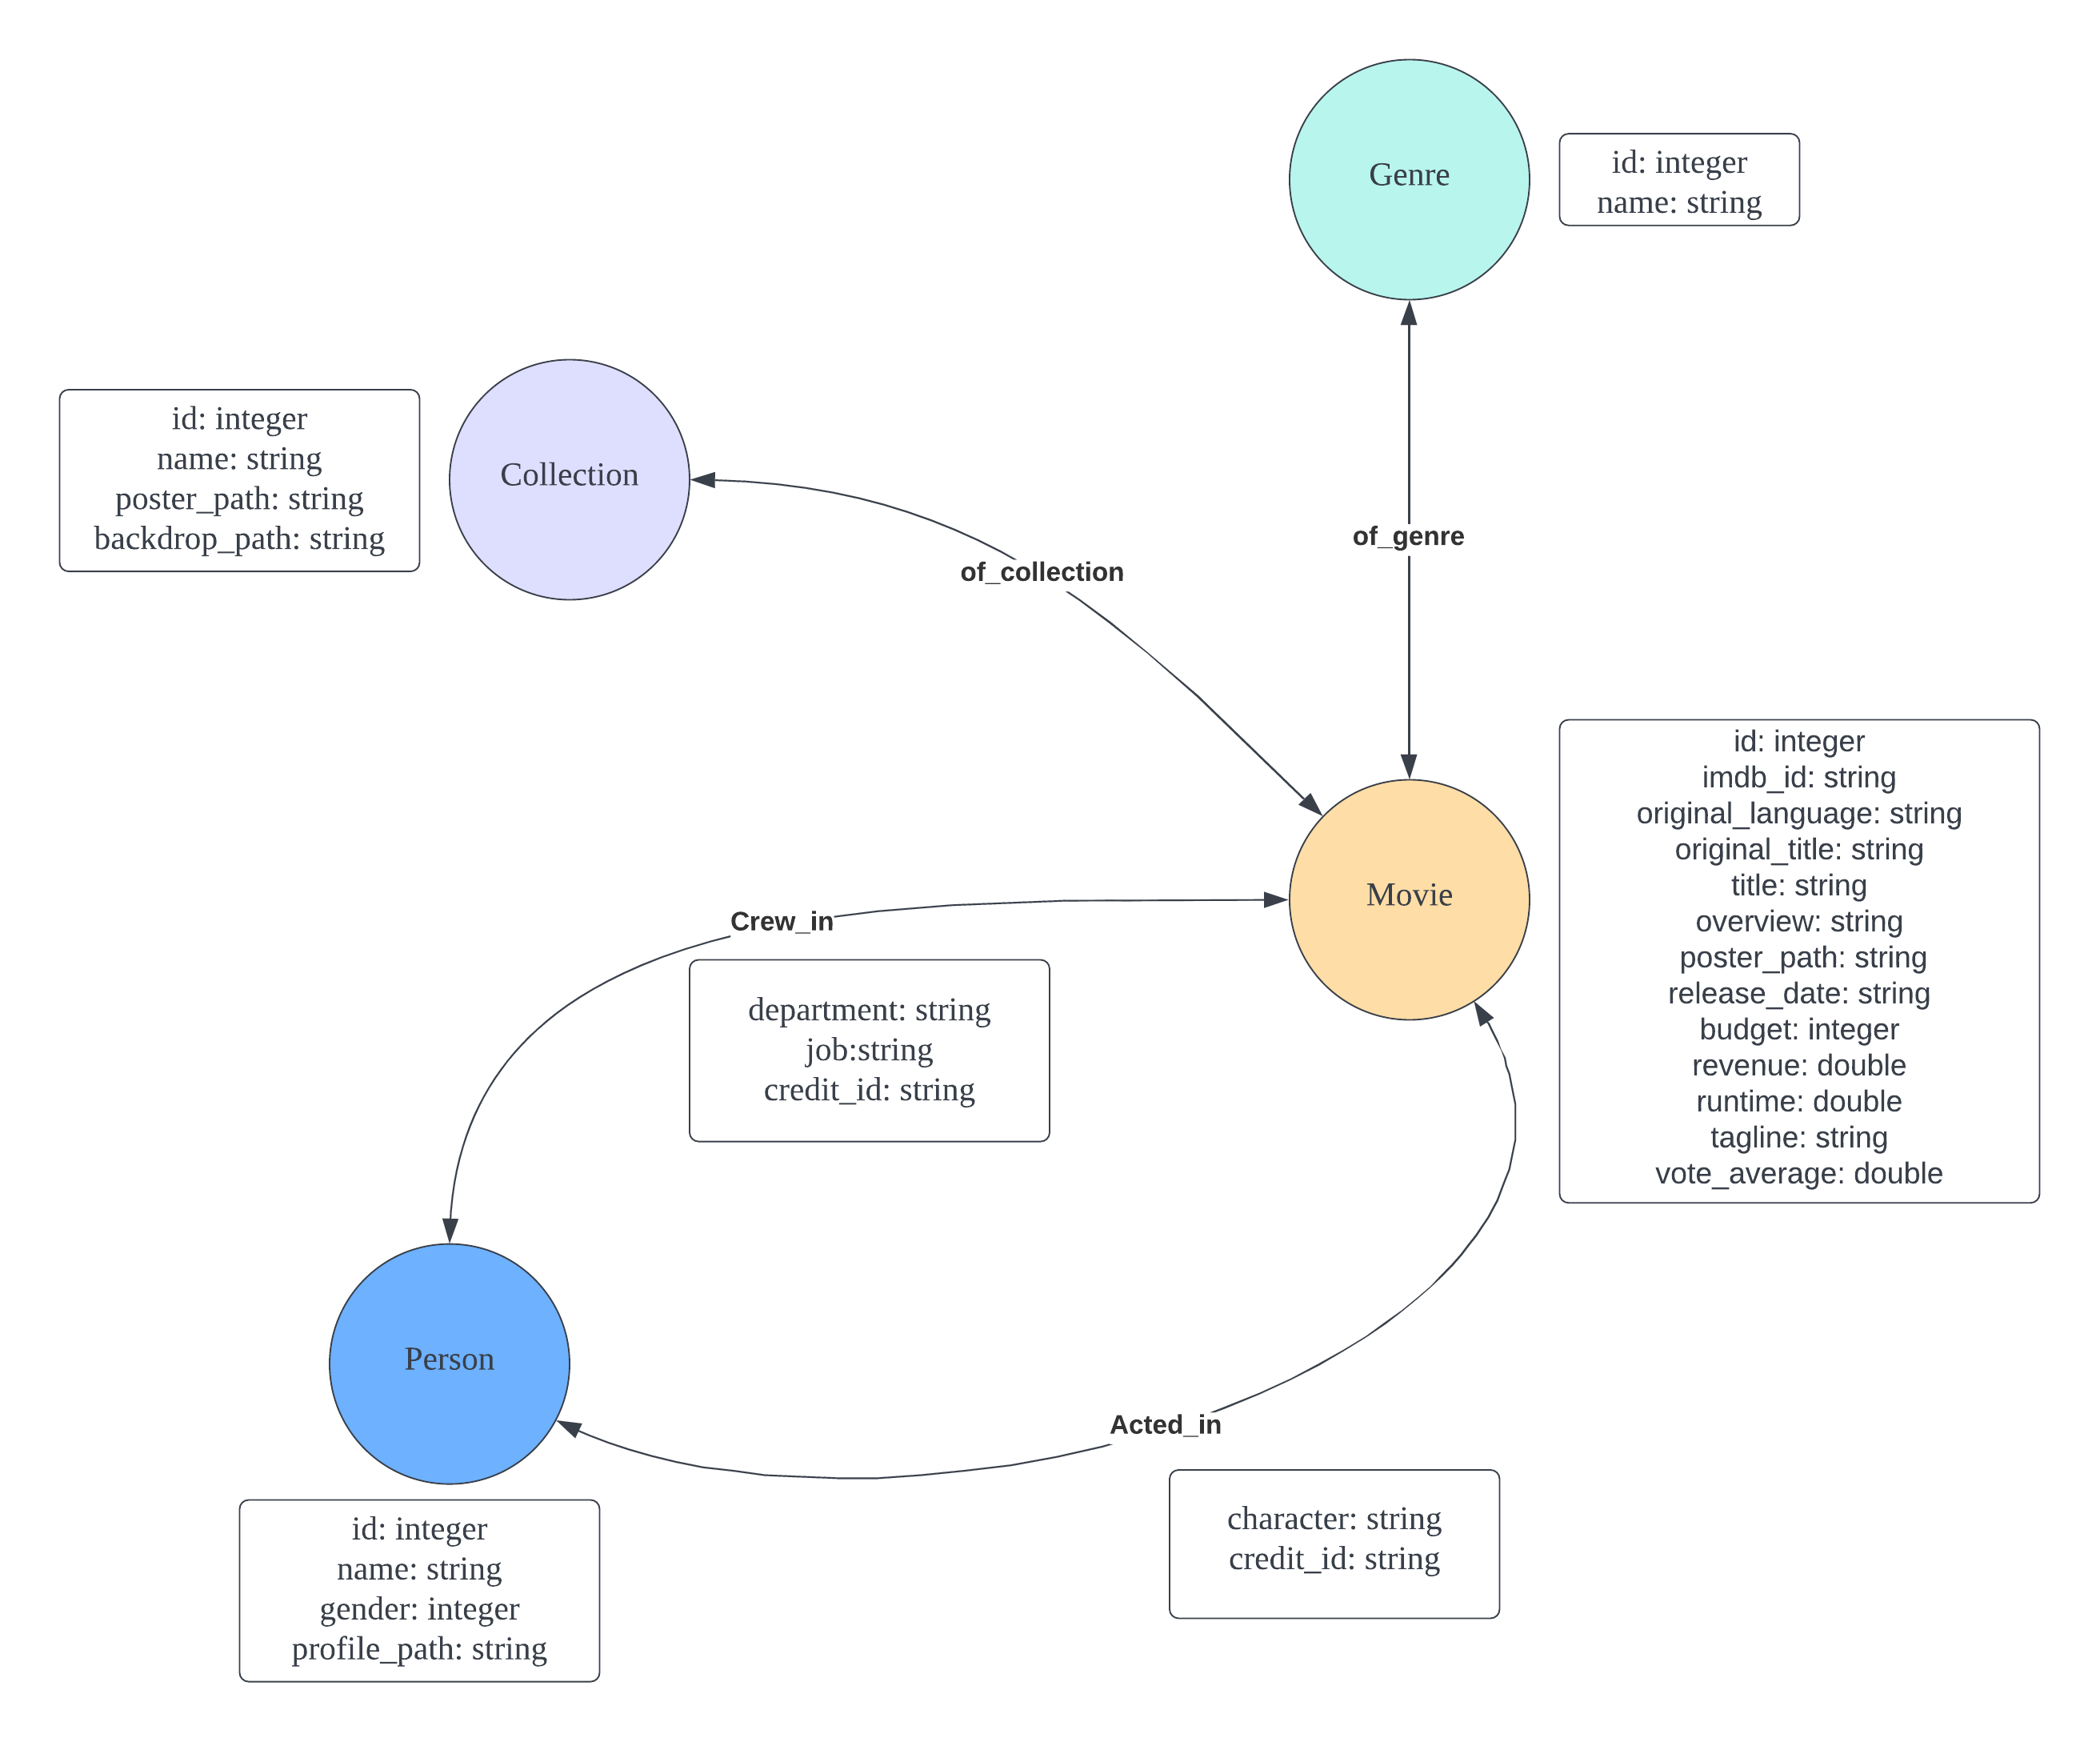 Genre
id: integer
name: string
Collection
id: integer
name: string
poster_path: string
backdrop_path: string
of_genre
of_collection
Movie
id: integer
imdb_id: string
original_language: string
original_title: string
title: string
overview: string
poster_path: string
release_date: string
budget: integer
revenue: double
runtime: double
tagline: string
vote_average: double
Crew_in
department: string
job:string
credit_id: string
Person
id: integer
name: string
gender: integer
profile_path: string
Acted_in
character: string
credit_id: string